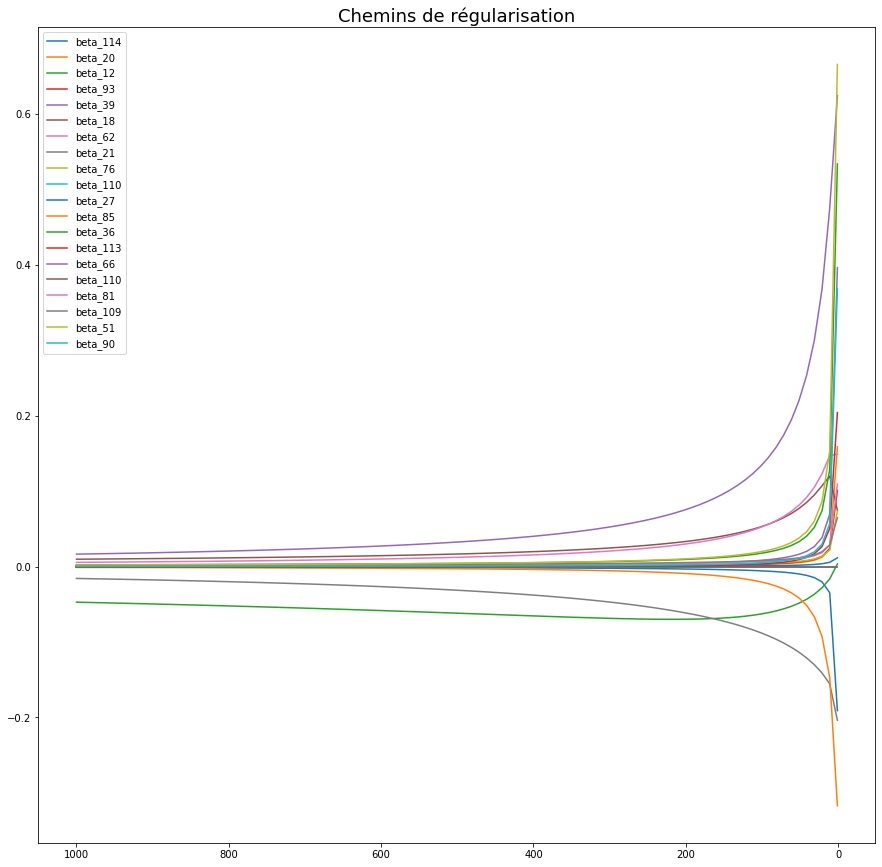 Chemins de régularisation
beta_114
beta_20
beta_12
beta_93
beta_39
beta_18
beta_62
beta_21
beta_76
beta_110
beta_27
beta_85
beta_36
beta_113
beta_66
beta_110
beta_81
beta_109
beta_51
beta_90
0.6
0.4
0.2
0.0
−0.2
1000 800 600 400 200 0